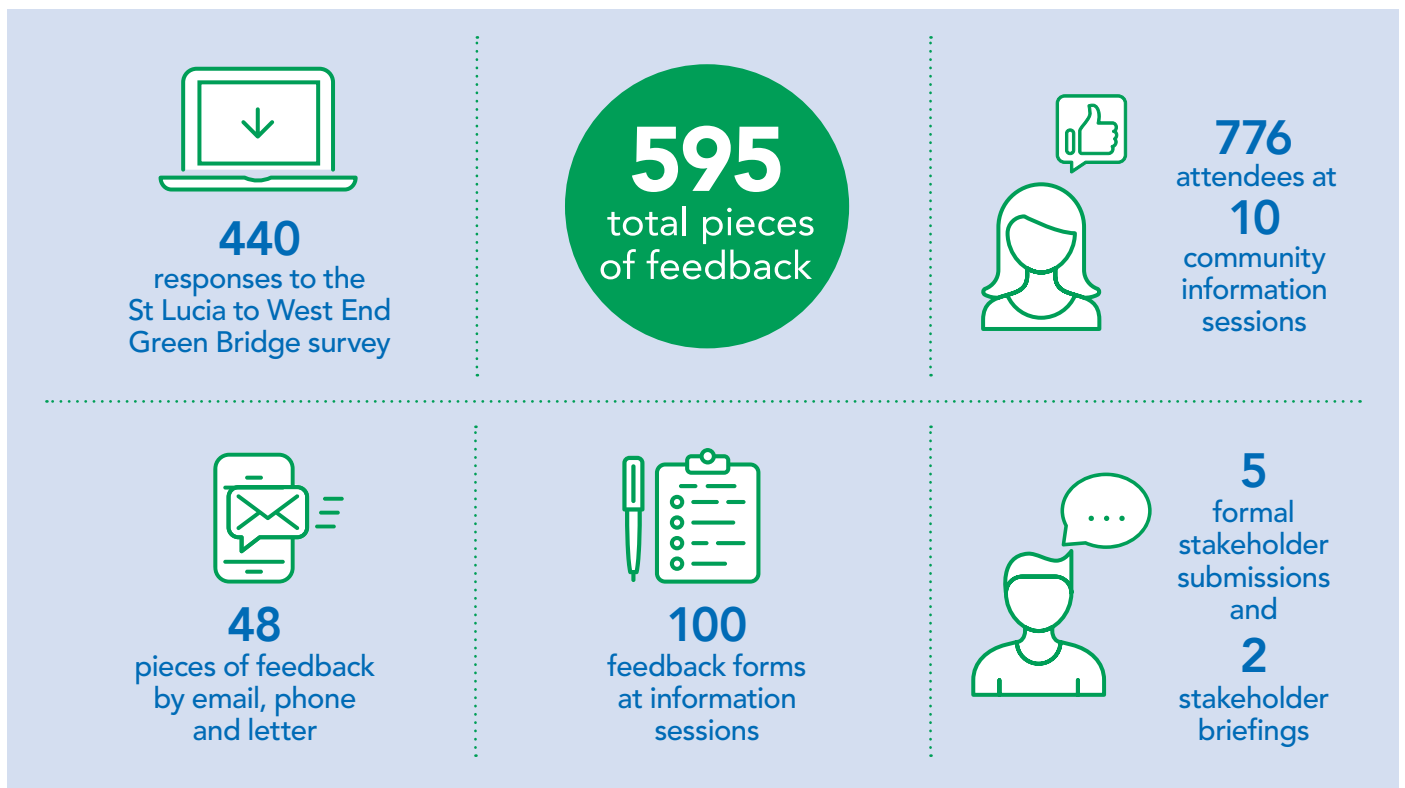 440
responses to the
St Lucia to West End
Green Bridge survey
595
total pieces
of feedback
776
attendees at
10
community
information
sessions
48
pieces of feedback
by email, phone
and letter
100
feedback forms
at information
sessions
5
formal
stakeholder
submissions
and
2
stakeholder
briefings